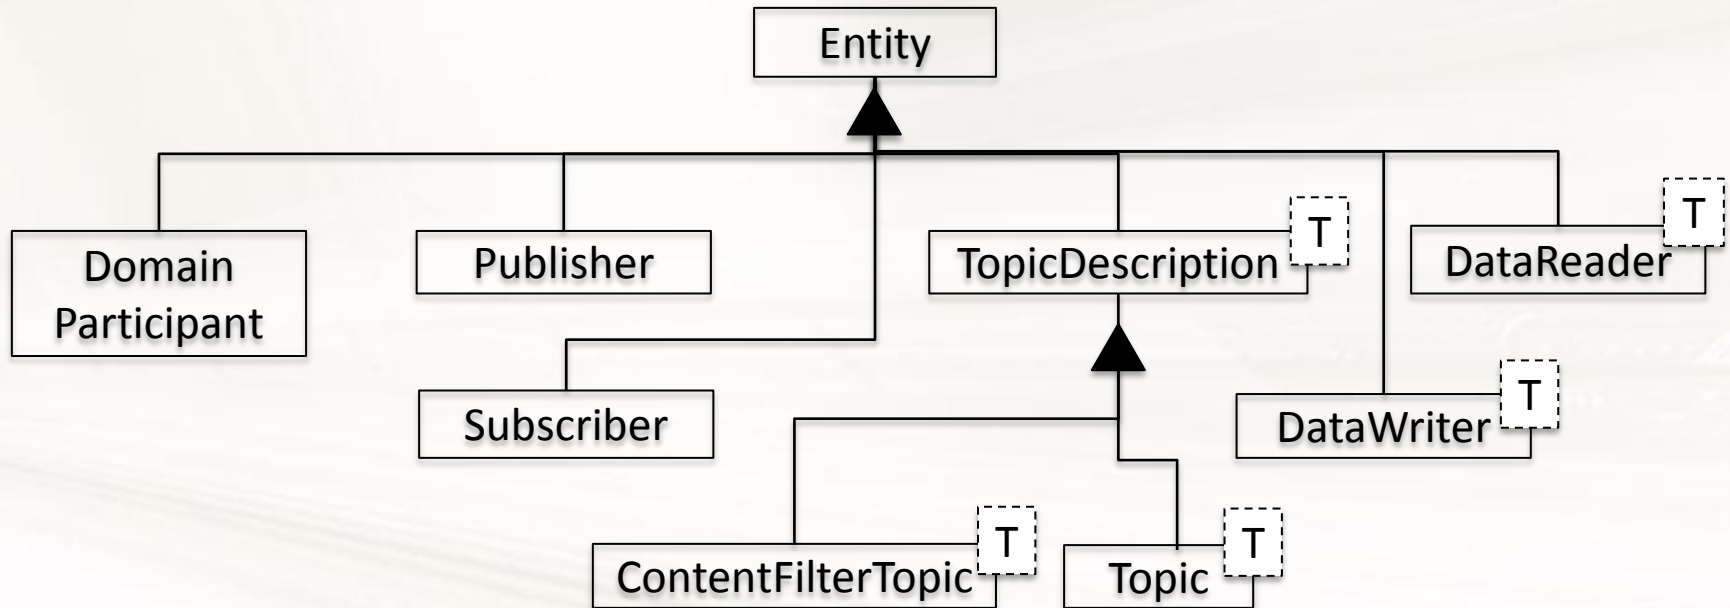 Entity
T
T
Domain
Participant
Publisher
TopicDescription
DataReader
T
Subscriber
DataWriter
T
T
ContentFilterTopic
Topic